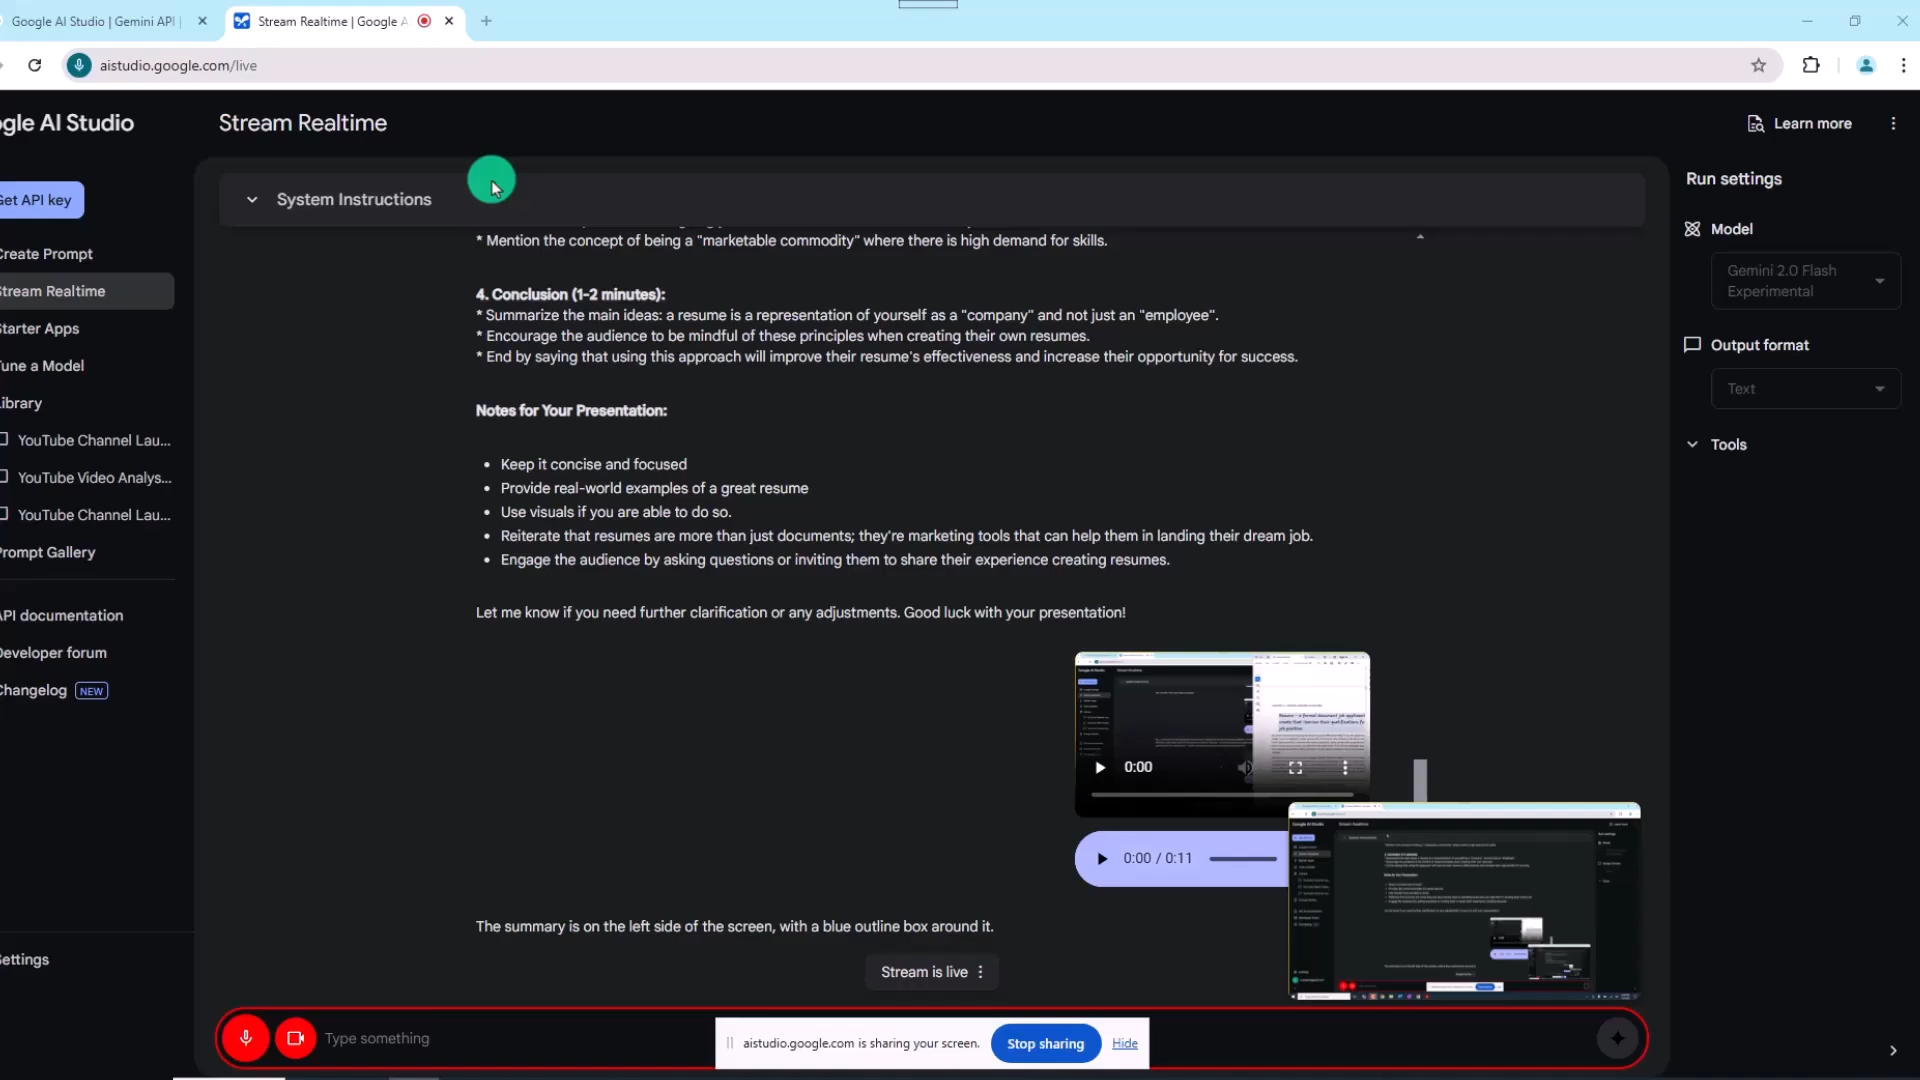 Google AI Studio | Gemini API
Stream Realtime | Google A
aistudio.google.com/live
gle AI Studio
Stream Realtime
Learn more
Get API key
System Instructions
Run settings
* Mention the concept of being a "marketable commodity" where there is high demand for skills.
Model
Gemini 2.0 Flash
Experimental
Create Prompt
Stream Realtime
Starter Apps
Tune a Model
Library
YouTube Channel Lau...
YouTube Video Analys...
YouTube Channel Lau...
Prompt Gallery
API documentation
Developer forum
Changelog NEW
Settings
4. Conclusion (1-2 minutes):
* Summarize the main ideas: a resume is a representation of yourself as a "company" and not just an "employee".
* Encourage the audience to be mindful of these principles when creating their own resumes.
* End by saying that using this approach will improve their resume's effectiveness and increase their opportunity for success.
Output format
Text
Tools
Notes for Your Presentation:
• Keep it concise and focused
• Provide real-world examples of a great resume
• Use visuals if you are able to do so.
• Reiterate that resumes are more than just documents; they're marketing tools that can help them in landing their dream job.
• Engage the audience by asking questions or inviting them to share their experience creating resumes.
Let me know if you need further clarification or any adjustments. Good luck with your presentation!
0:00
0:00 / 0:11
The summary is on the left side of the screen, with a blue outline box around it.
Stream is live
Type something
aistudio.google.com is sharing your screen.
Stop sharing
Hide